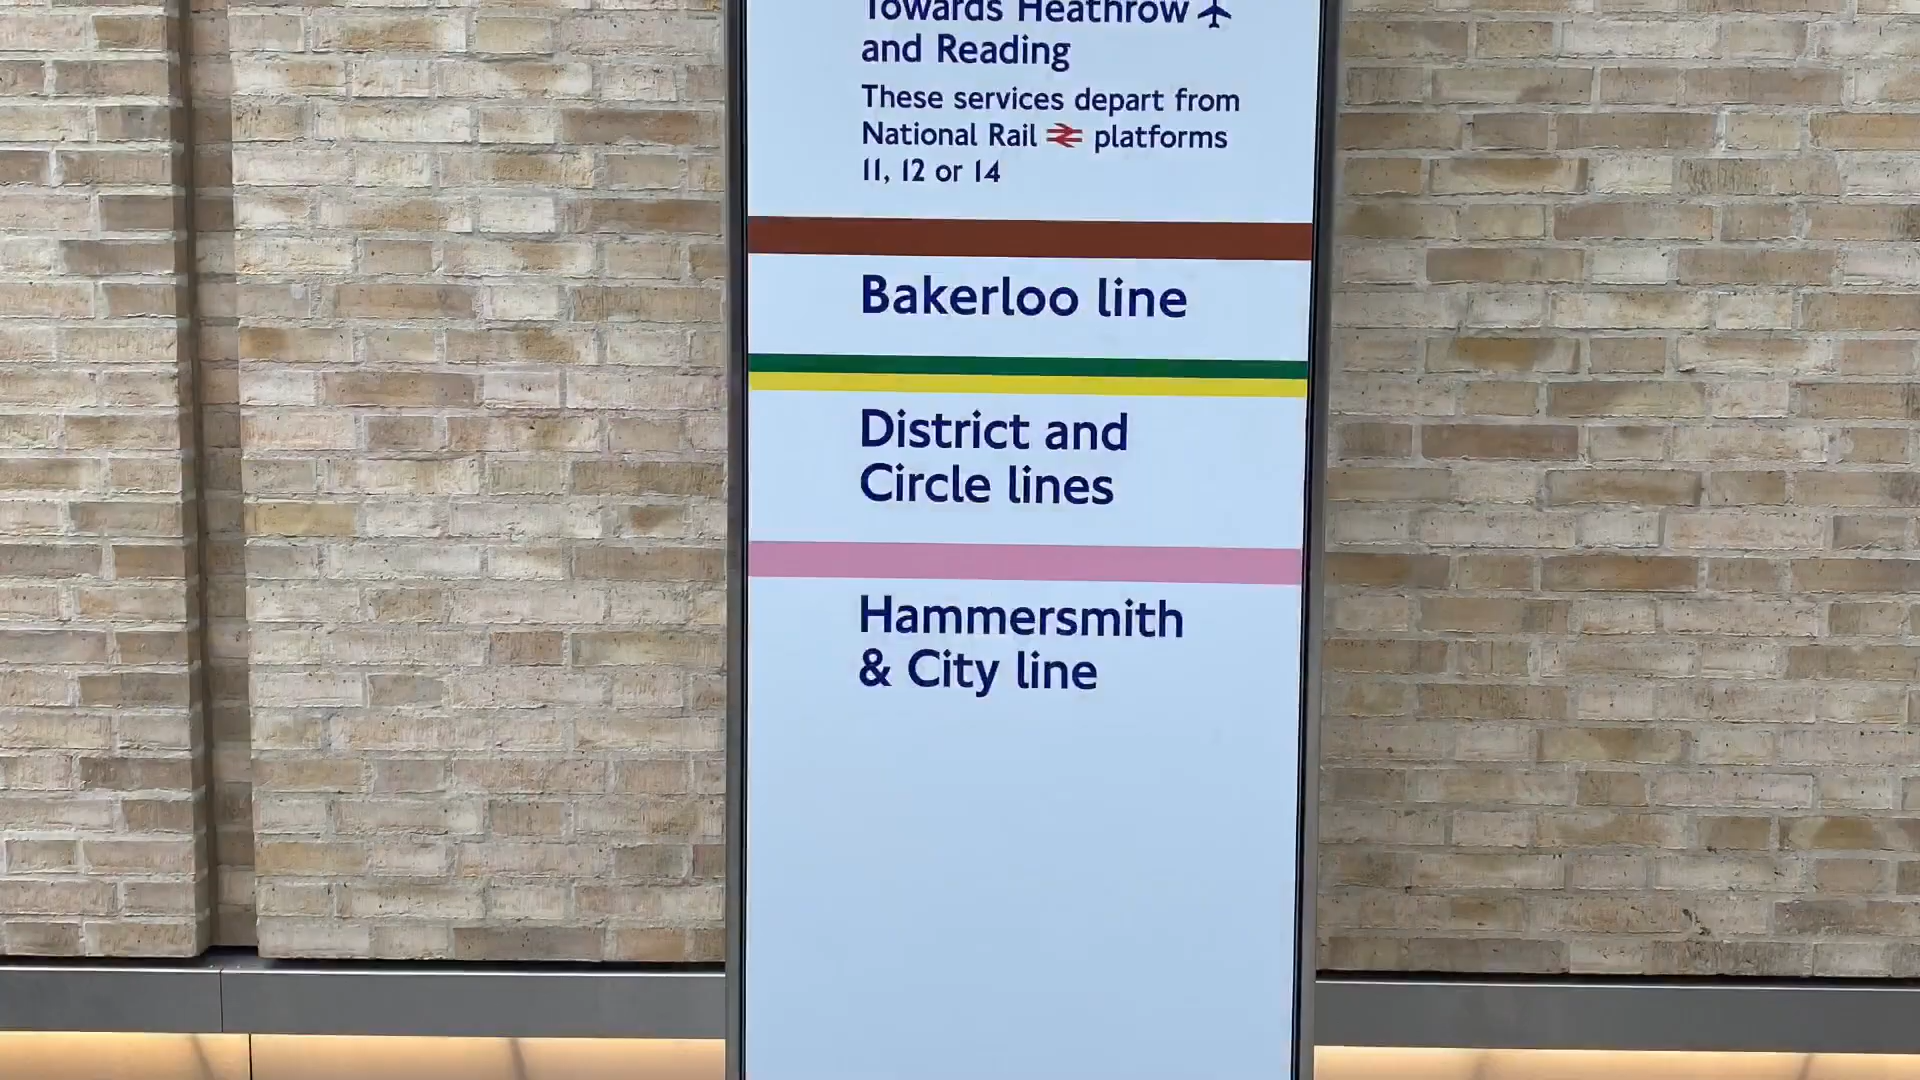 Towards Heathrow
and Reading
These services depart from
National Rail platforms
11, 12 or 14
Bakerloo line
District and
Circle lines
Hammersmith
& City line